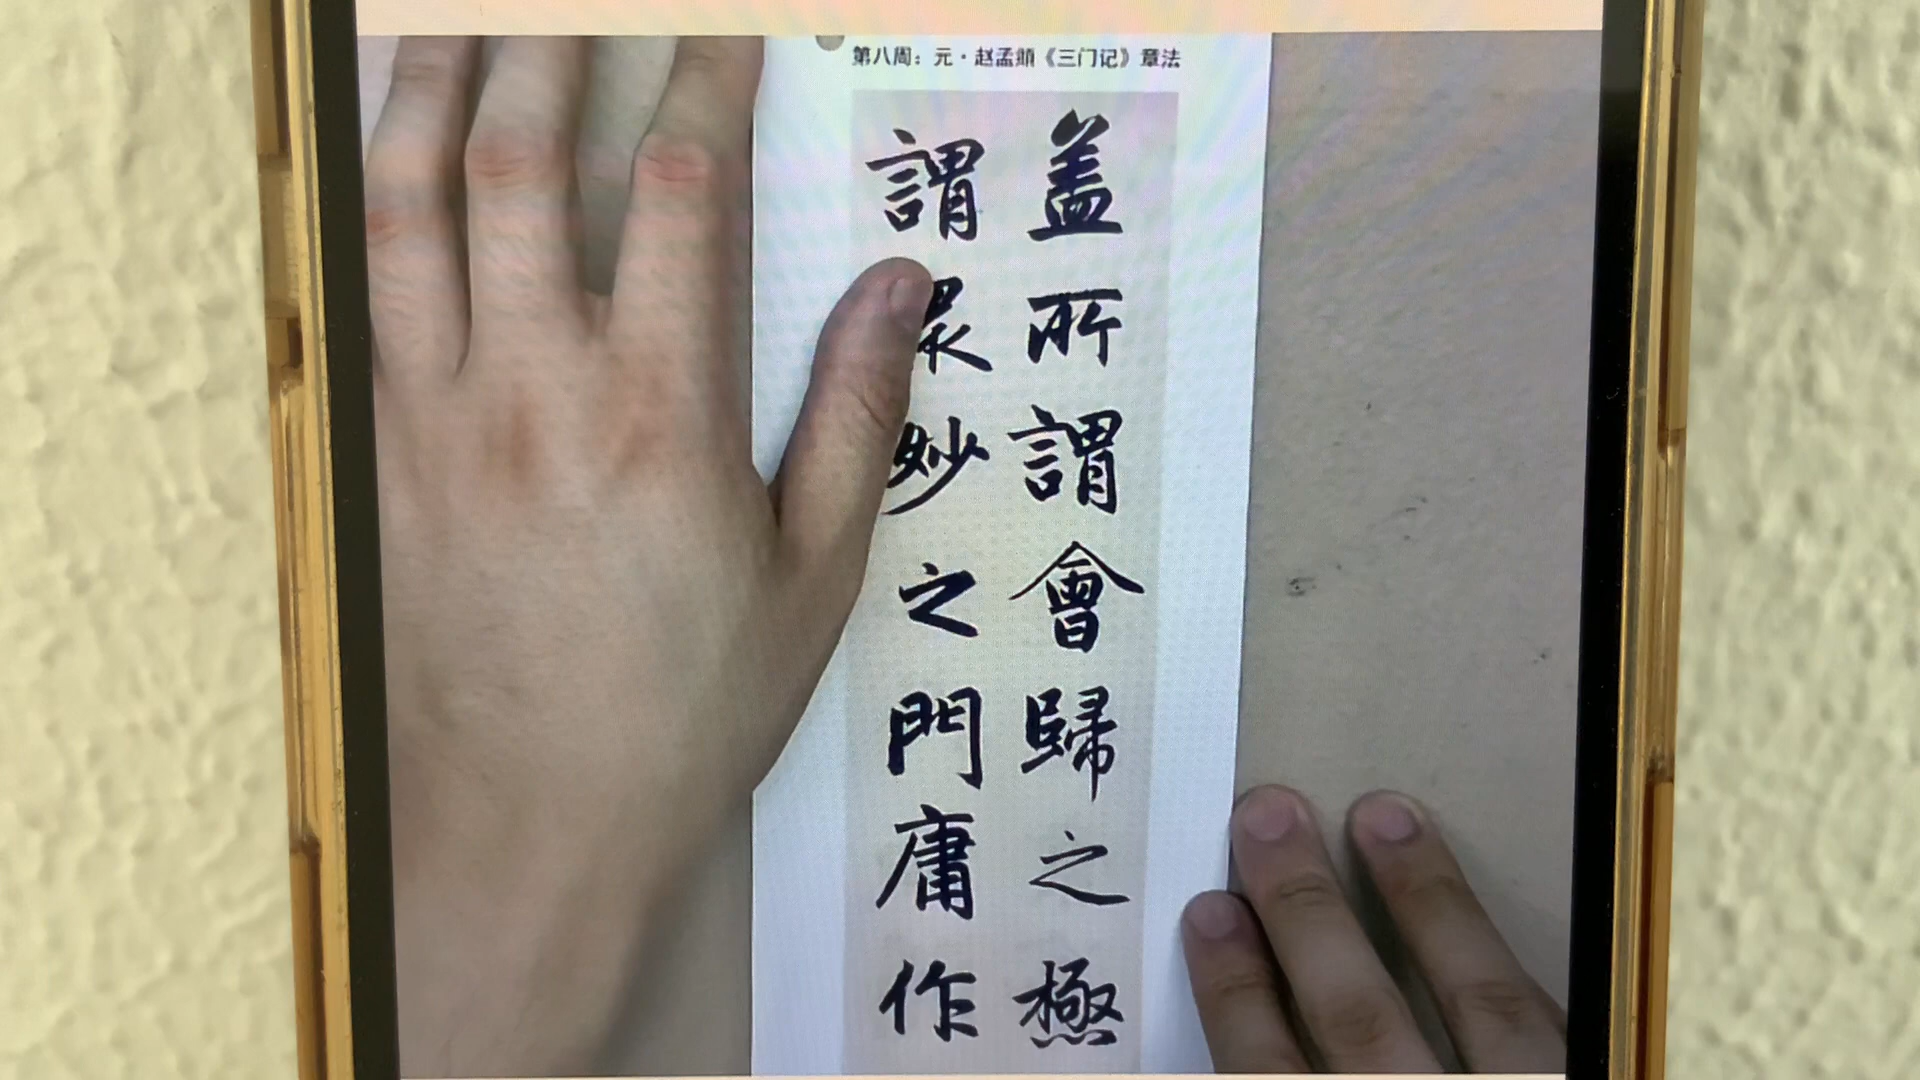 第八周：元·赵孟頫《三门记》章法
盖所謂會歸之極
謂妙之門庸作